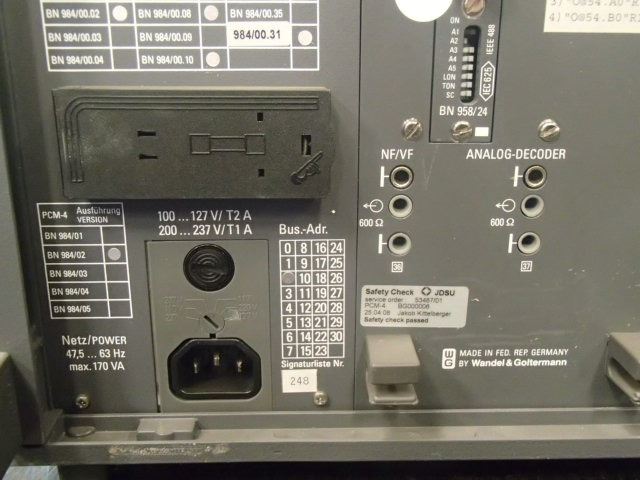 BN 984/00.02
BN 984/00.08
BN 984/00.35
BN 984/00.03
BN 984/00.09
984/00.31
BN 984/00.04
BN 984/00.10
4) "O@54.B0"
ON
A1
A2
A3
A4
A5
LON
TON
SC
IEEE 488
IEC 625
BN 958/24
NF/VF
ANALOG-DECODER
600 Ω
600 Ω
36
37
PCM-4 Ausführung
VERSION
BN 984/01
BN 984/02
BN 984/03
BN 984/04
BN 984/05
100 ... 127 V/ T2 A
200 ... 237 V/ T1 A
Bus.-Adr.
0 8 16 24
1 9 17 25
10 18 26
3 11 19 27
4 12 20 28
5 13 21 29
6 14 22 30
7 15 23
Signaturliste Nr.
248
Netz/POWER
47,5 ... 63 Hz
max. 170 VA
Safety Check JDSU
service order 53487/01
PCM-4 BG000006
25.04.08 Jakob Kittelberger
Safety check passed
W
G
MADE IN FED. REP. GERMANY
BY Wandel & Goltermann